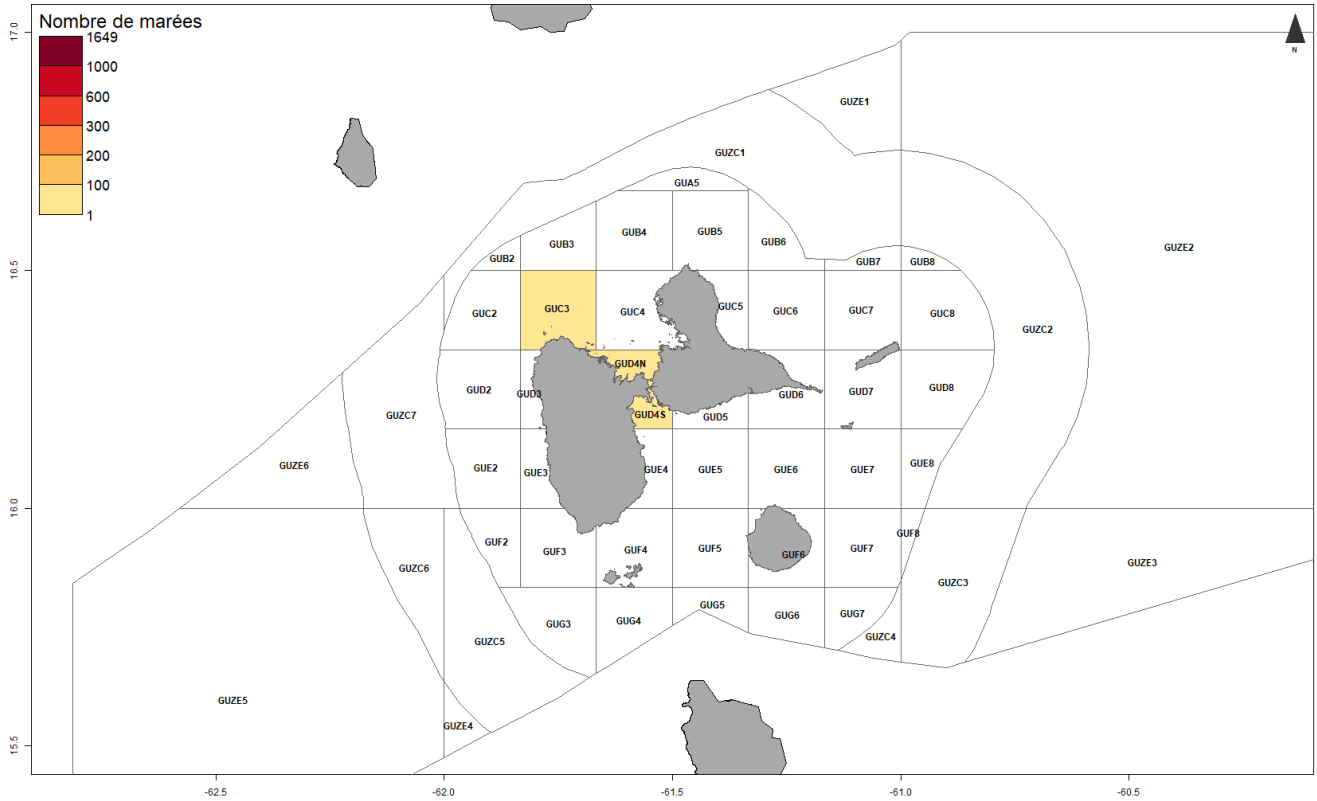 Nombre de marées
1649
1000
600
300
200
100
1
N
17.0
16.5
16.0
15.5
GUZE1
GUZC1
GUA5
GUB4
GUB5
GUB3
GUB6
GUZE2
GUB2
GUB7
GUB8
GUC2
GUC3
GUC4
GUC5
GUC6
GUC7
GUC8
GUZC2
GUD4N
GUD2
GUD3
GUD6
GUD7
GUD8
GUZC7
GUD4S
GUD5
GUZE6
GUE2
GUE3
GUE4
GUE5
GUE6
GUE7
GUE8
GUF2
GUF3
GUF4
GUF5
GUF6
GUF7
GUF8
GUZE3
GUZC6
GUZC3
GUG3
GUG4
GUG5
GUG6
GUG7
GUZC5
GUZC4
GUZE5
GUZE4
-62.5
-62.0
-61.5
-61.0
-60.5